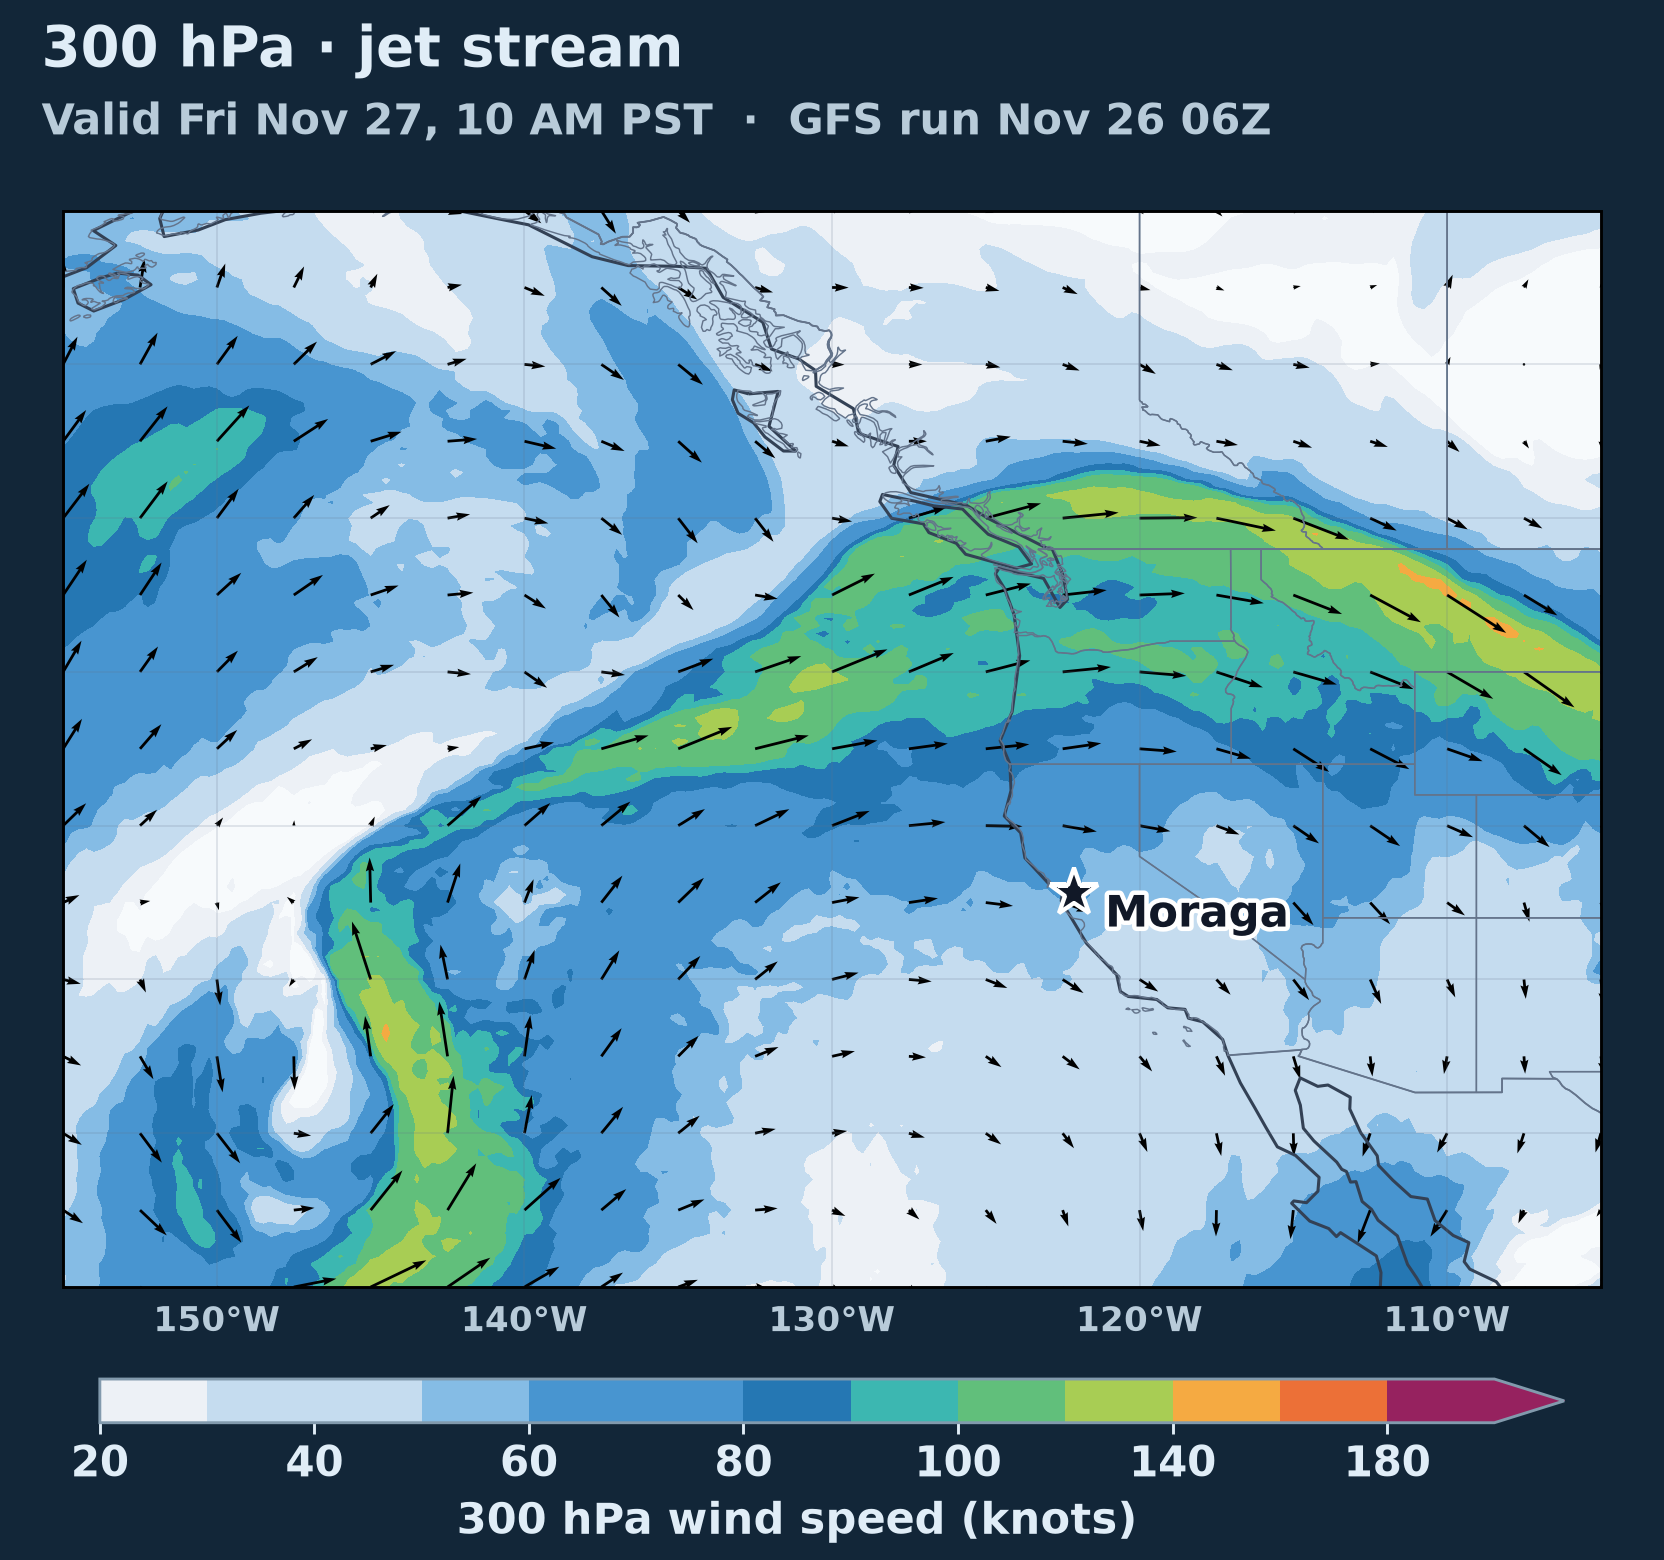 300 hPa · jet stream
Valid Fri Nov 27, 10 AM PST · GFS run Nov 26 06Z
Moraga
150°W 140°W 130°W 120°W 110°W
20 40 60 80 100 140 180
300 hPa wind speed (knots)